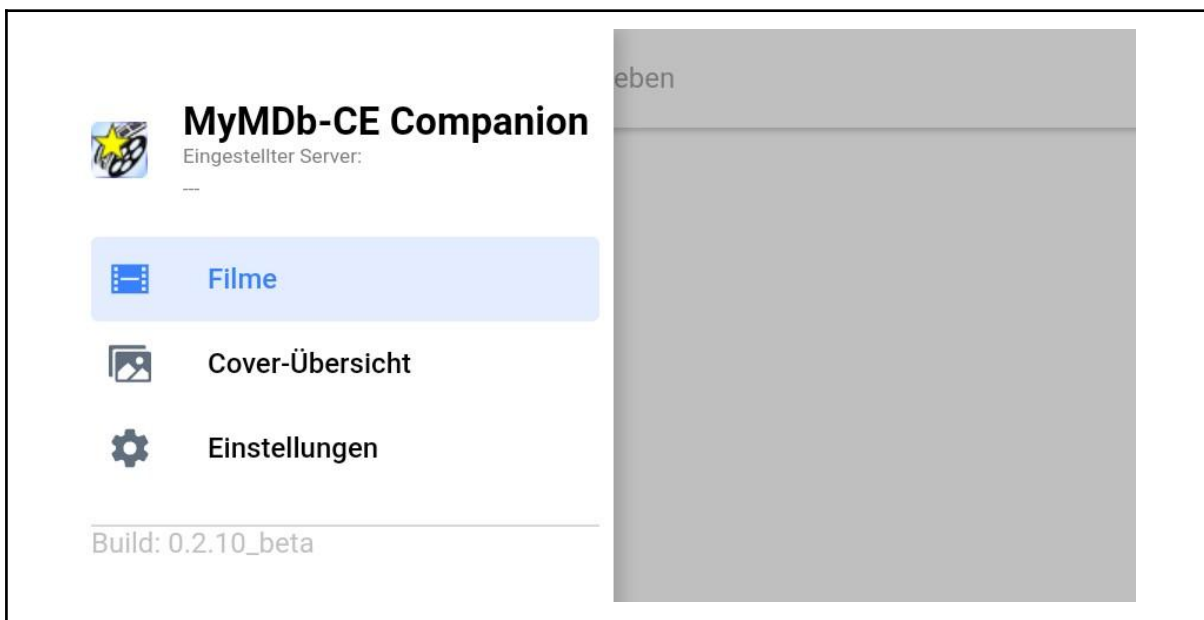 MyMDb-CE Companion
Eingestellter Server:
---
Filme
Cover-Übersicht
Einstellungen
Build: 0.2.10_beta
eben